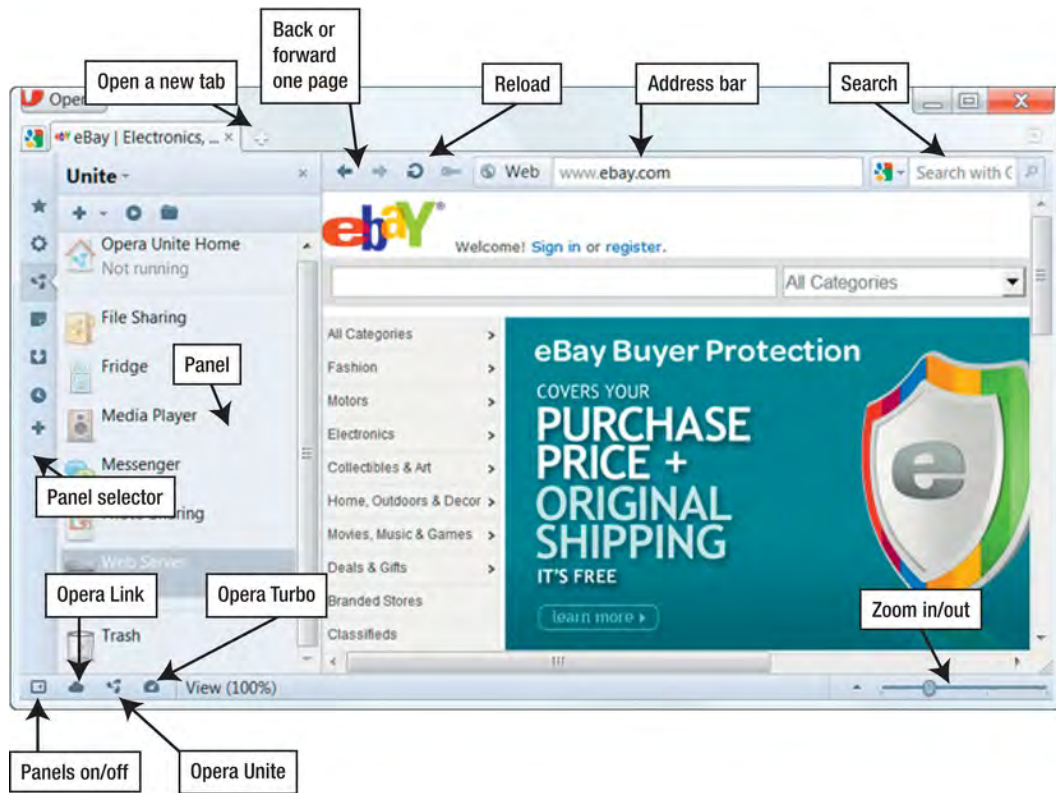 Back or
forward
one page
Open a new tab
Reload
Address bar
Search
Oper
eBay | Electronics, ... ×
Unite
Web www.ebay.com
Search with G
Opera Unite Home
Not running
File Sharing
Fridge
Panel
Media Player
Messenger
Panel selector
Sharing
Web Server
Opera Link
Opera Turbo
Trash
ebaY®
Welcome! Sign in or register.
All Categories
All Categories
Fashion
Motors
Electronics
Collectibles & Art
Home, Outdoors & Decor
Movies, Music & Games
Deals & Gifts
Branded Stores
Classifieds
eBay Buyer Protection
COVERS YOUR
PURCHASE
PRICE +
ORIGINAL
SHIPPING
IT'S FREE
learn more
e
Zoom in/out
View (100%)
Panels on/off
Opera Unite